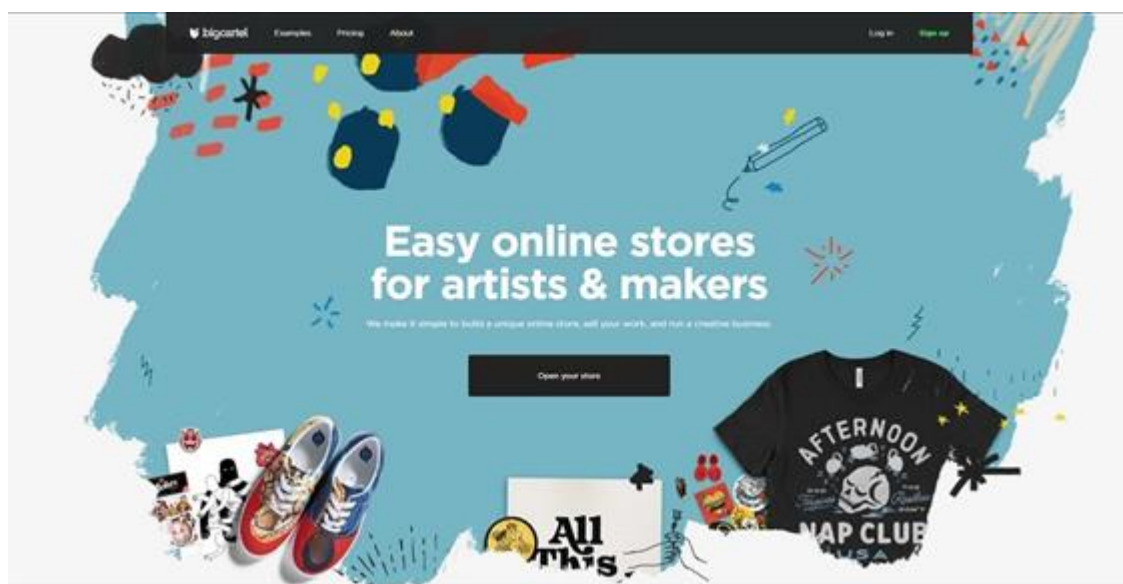 bigcartel
Examples
Pricing
About
Log in
Sign up
Easy online stores
for artists & makers
We make it simple to build a unique online store, sell your work, and run a creative business.
Open your store
All
This
AFTERNOON
NAP CLUB
USA